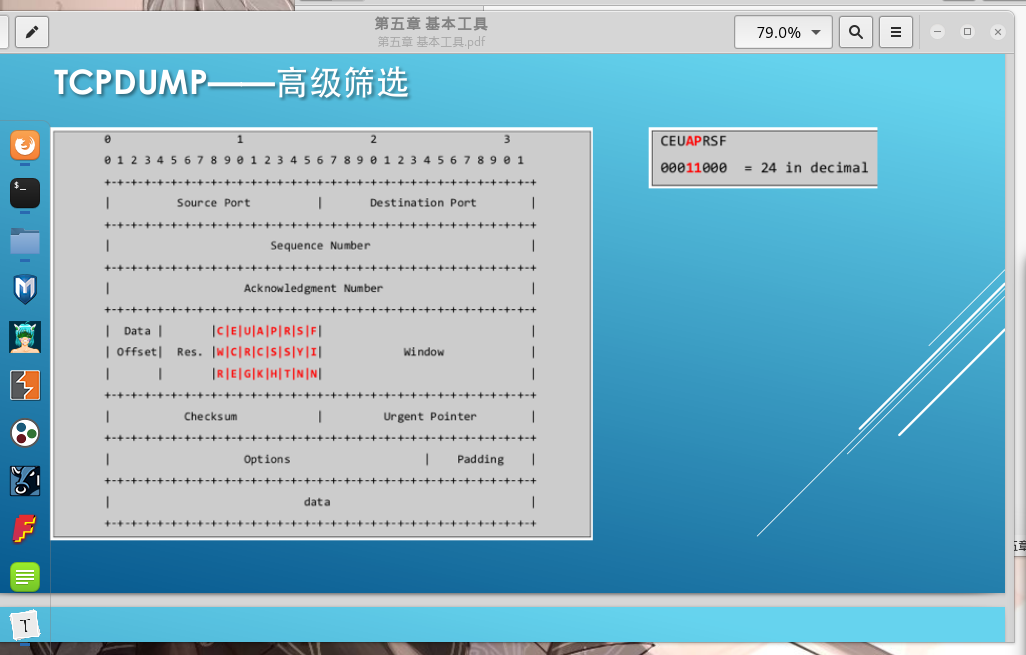 第五章 基本工具
第五章 基本工具.pdf
79.0%
TCPDUMP——高级筛选
0 1 2 3
0 1 2 3 4 5 6 7 8 9 0 1 2 3 4 5 6 7 8 9 0 1 2 3 4 5 6 7 8 9 0 1
+-+-+-+-+-+-+-+-+-+-+-+-+-+-+-+-+-+-+-+-+-+-+-+-+-+-+-+-+-+-+-+-+
| Source Port | Destination Port |
+-+-+-+-+-+-+-+-+-+-+-+-+-+-+-+-+-+-+-+-+-+-+-+-+-+-+-+-+-+-+-+-+
| Sequence Number |
+-+-+-+-+-+-+-+-+-+-+-+-+-+-+-+-+-+-+-+-+-+-+-+-+-+-+-+-+-+-+-+-+
| Acknowledgment Number |
+-+-+-+-+-+-+-+-+-+-+-+-+-+-+-+-+-+-+-+-+-+-+-+-+-+-+-+-+-+-+-+-+
| Data | |C|E|U|A|P|R|S|F| |
| Offset| Res. |W|C|R|C|S|S|Y|I| Window |
| | |R|E|G|K|H|T|N|N| |
+-+-+-+-+-+-+-+-+-+-+-+-+-+-+-+-+-+-+-+-+-+-+-+-+-+-+-+-+-+-+-+-+
| Checksum | Urgent Pointer |
+-+-+-+-+-+-+-+-+-+-+-+-+-+-+-+-+-+-+-+-+-+-+-+-+-+-+-+-+-+-+-+-+
| Options | Padding |
+-+-+-+-+-+-+-+-+-+-+-+-+-+-+-+-+-+-+-+-+-+-+-+-+-+-+-+-+-+-+-+-+
| data |
+-+-+-+-+-+-+-+-+-+-+-+-+-+-+-+-+-+-+-+-+-+-+-+-+-+-+-+-+-+-+-+-+
CEUAPRSF
00011000 = 24 in decimal
$_
T
五章